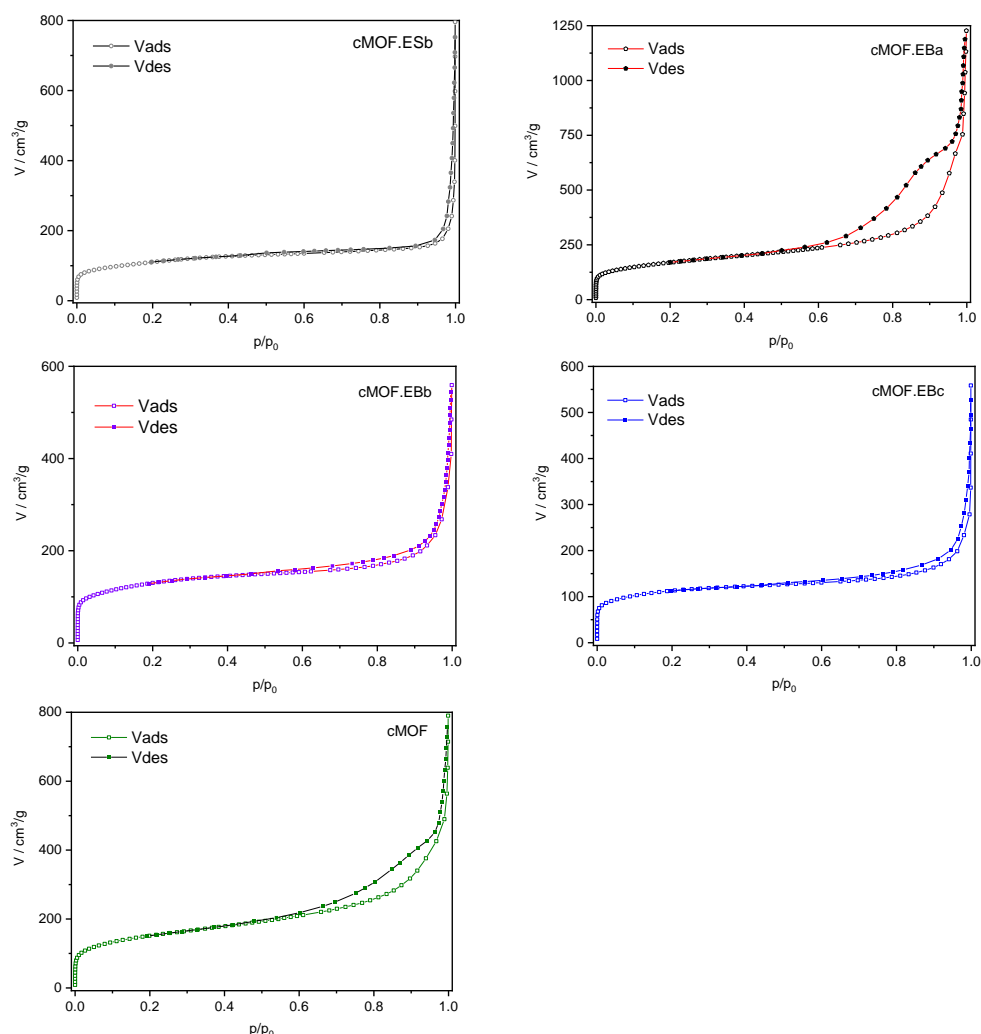 cMOF.ESb
Vads
Vdes
V / cm³/g
800
600
400
200
0
0.0 0.2 0.4 0.6 0.8 1.0
p/p₀
cMOF.EBa
Vads
Vdes
V / cm³/g
1250
1000
750
500
250
0
0.0 0.2 0.4 0.6 0.8 1.0
p/p₀
cMOF.EBb
Vads
Vdes
V / cm³/g
600
400
200
0
0.0 0.2 0.4 0.6 0.8 1.0
p/p₀
cMOF.EBc
Vads
Vdes
V / cm³/g
600
500
400
300
200
100
0
0.0 0.2 0.4 0.6 0.8 1.0
p/p₀
cMOF
Vads
Vdes
V / cm³/g
800
600
400
200
0
0.0 0.2 0.4 0.6 0.8 1.0
p/p₀